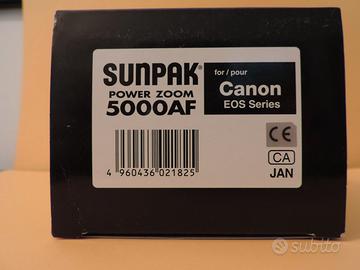 SUNPAK®
POWER ZOOM
5000AF
for / pour
Canon
EOS Series
4 960436 021825
CE
CA
JAN
subito